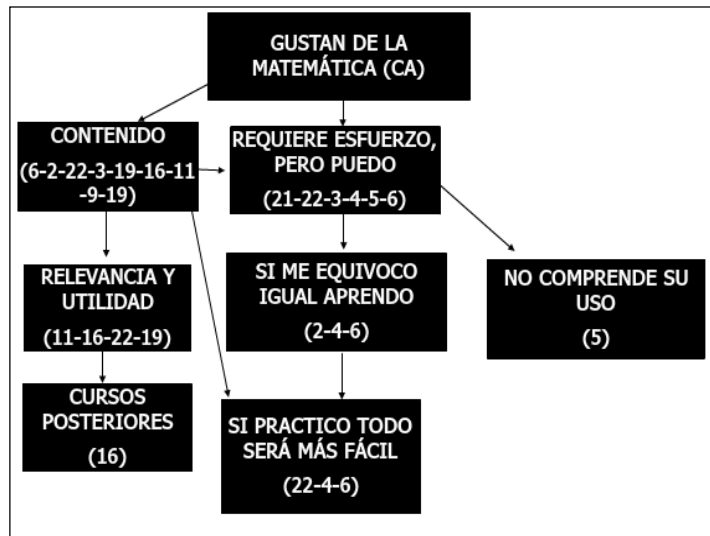 GUSTAN DE LA
MATEMÁTICA (CA)
CONTENIDO
(6-2-22-3-19-16-11
-9-19)
REQUIERE ESFUERZO,
PERO PUEDO
(21-22-3-4-5-6)
RELEVANCIA Y
UTILIDAD
(11-16-22-19)
SI ME EQUIVOCO
IGUAL APRENDO
(2-4-6)
NO COMPRENDE SU
USO
(5)
CURSOS
POSTERIORES
(16)
SI PRACTICO TODO
SERÁ MÁS FÁCIL
(22-4-6)